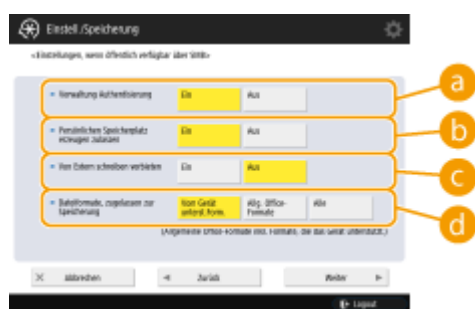 Einstell./Speicherung
<Einstellungen, wenn öffentlich verfügbar über SMB>
Verwaltung Authentisierung Ein Aus
a
Persönlichen Speicherplatz
erzeugen zulassen Ein Aus
b
Von Extern schreiben verbieten Ein Aus
c
Dateiformate, zugelassen zur
Speicherung Vom Gerät
unterst.Form. Allg. Office-
Formate Alle
d
(Allgemeine Office-Formate inkl. Formate, die das Gerät unterstützt.)
Abbrechen Zurück Weiter
Logout